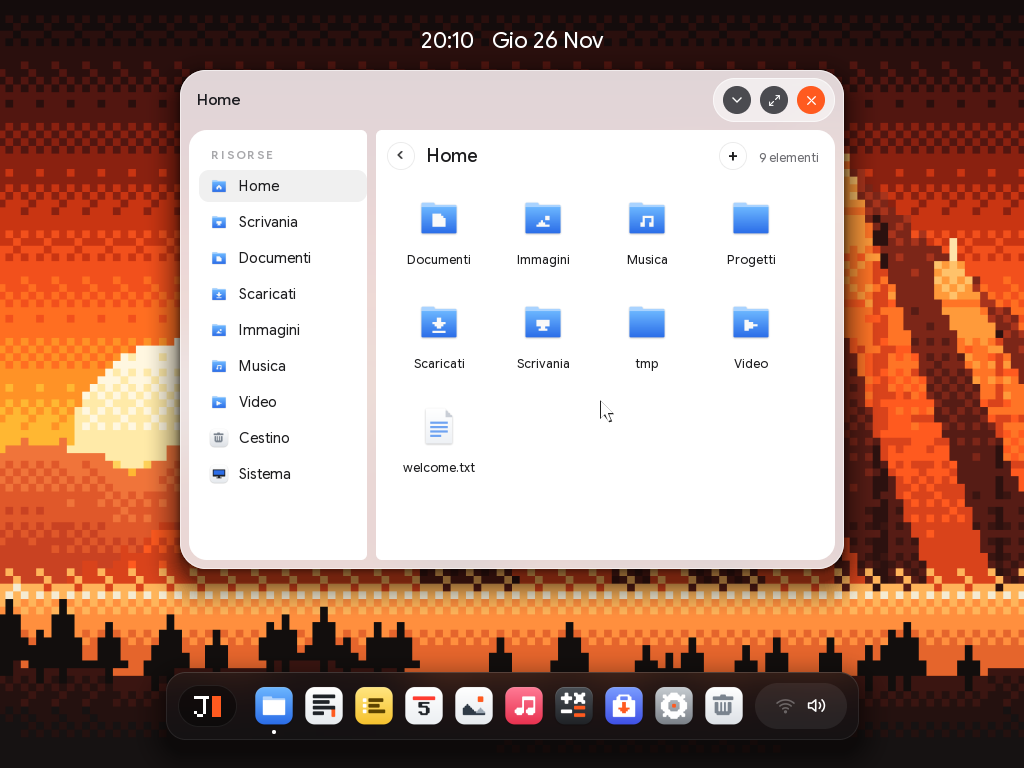 20:10 Gio 26 Nov
Home
RISORSE
Home
Scrivania
Documenti
Scaricati
Immagini
Musica
Video
Cestino
Sistema
Home
9 elementi
Documenti
Immagini
Musica
Progetti
Scaricati
Scrivania
tmp
Video
welcome.txt
5